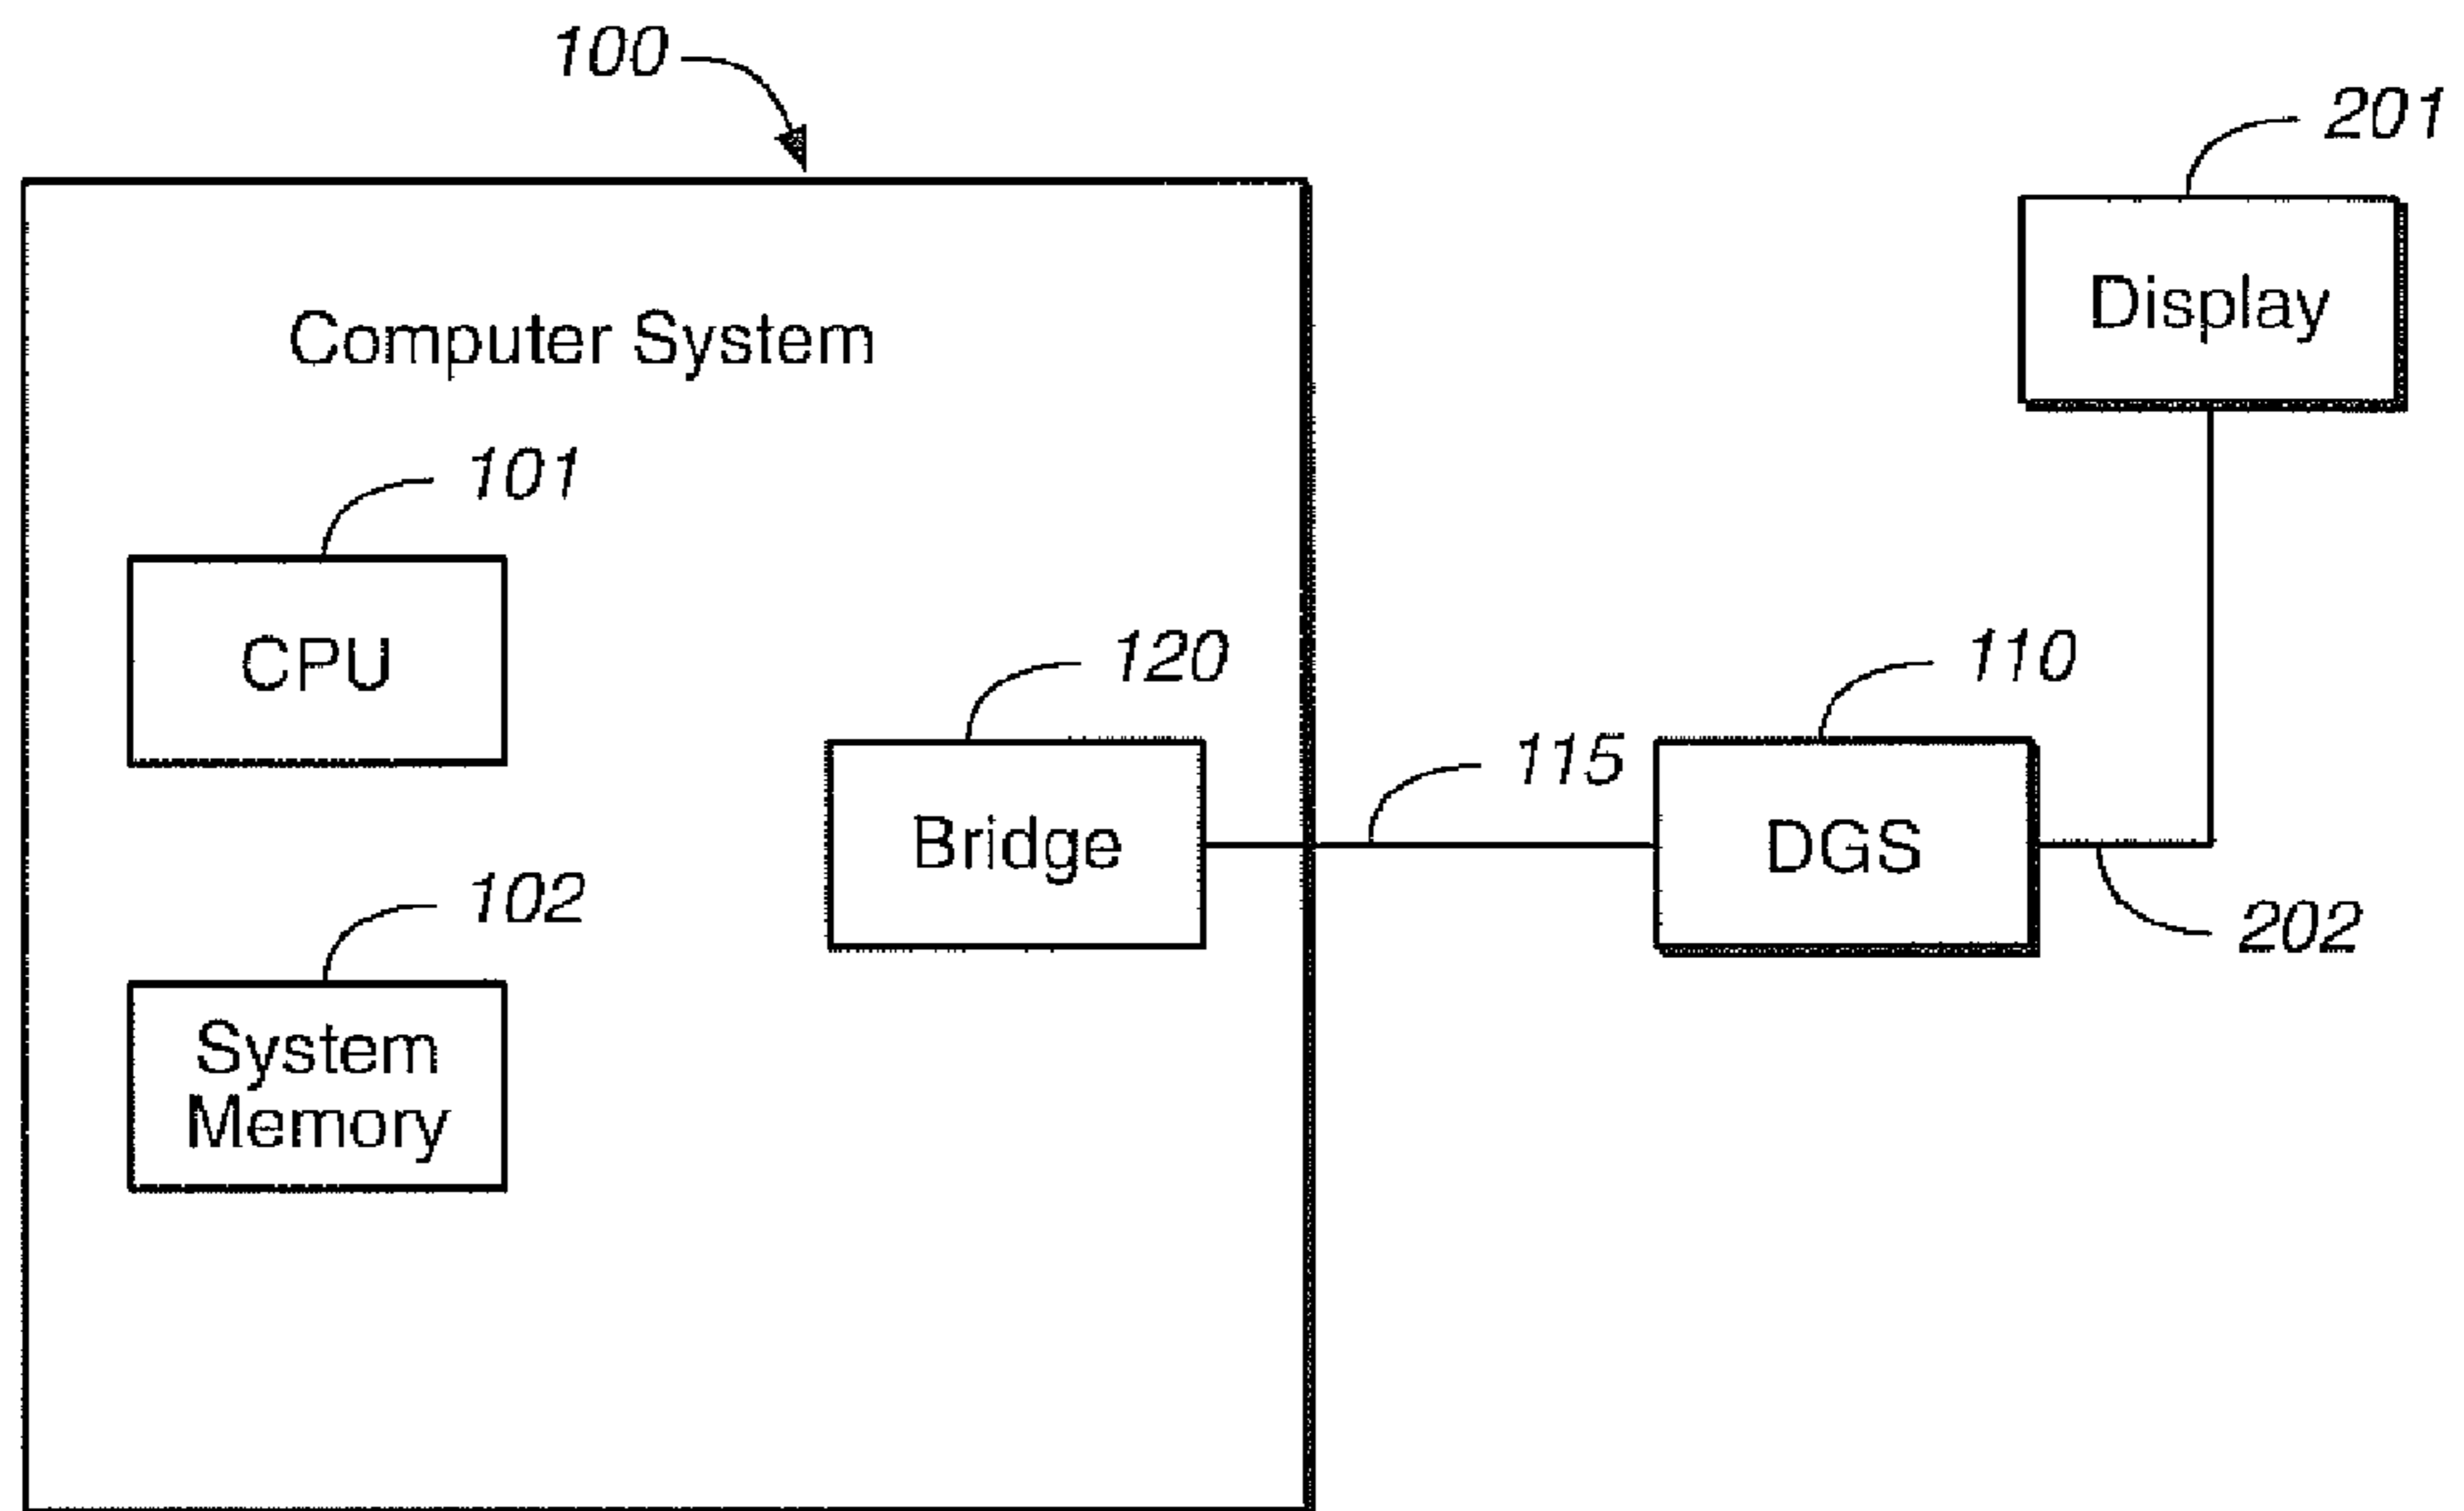 100
201
Display
Computer System
101
CPU
120
110
115
Bridge
DGS
102
202
System
Memory